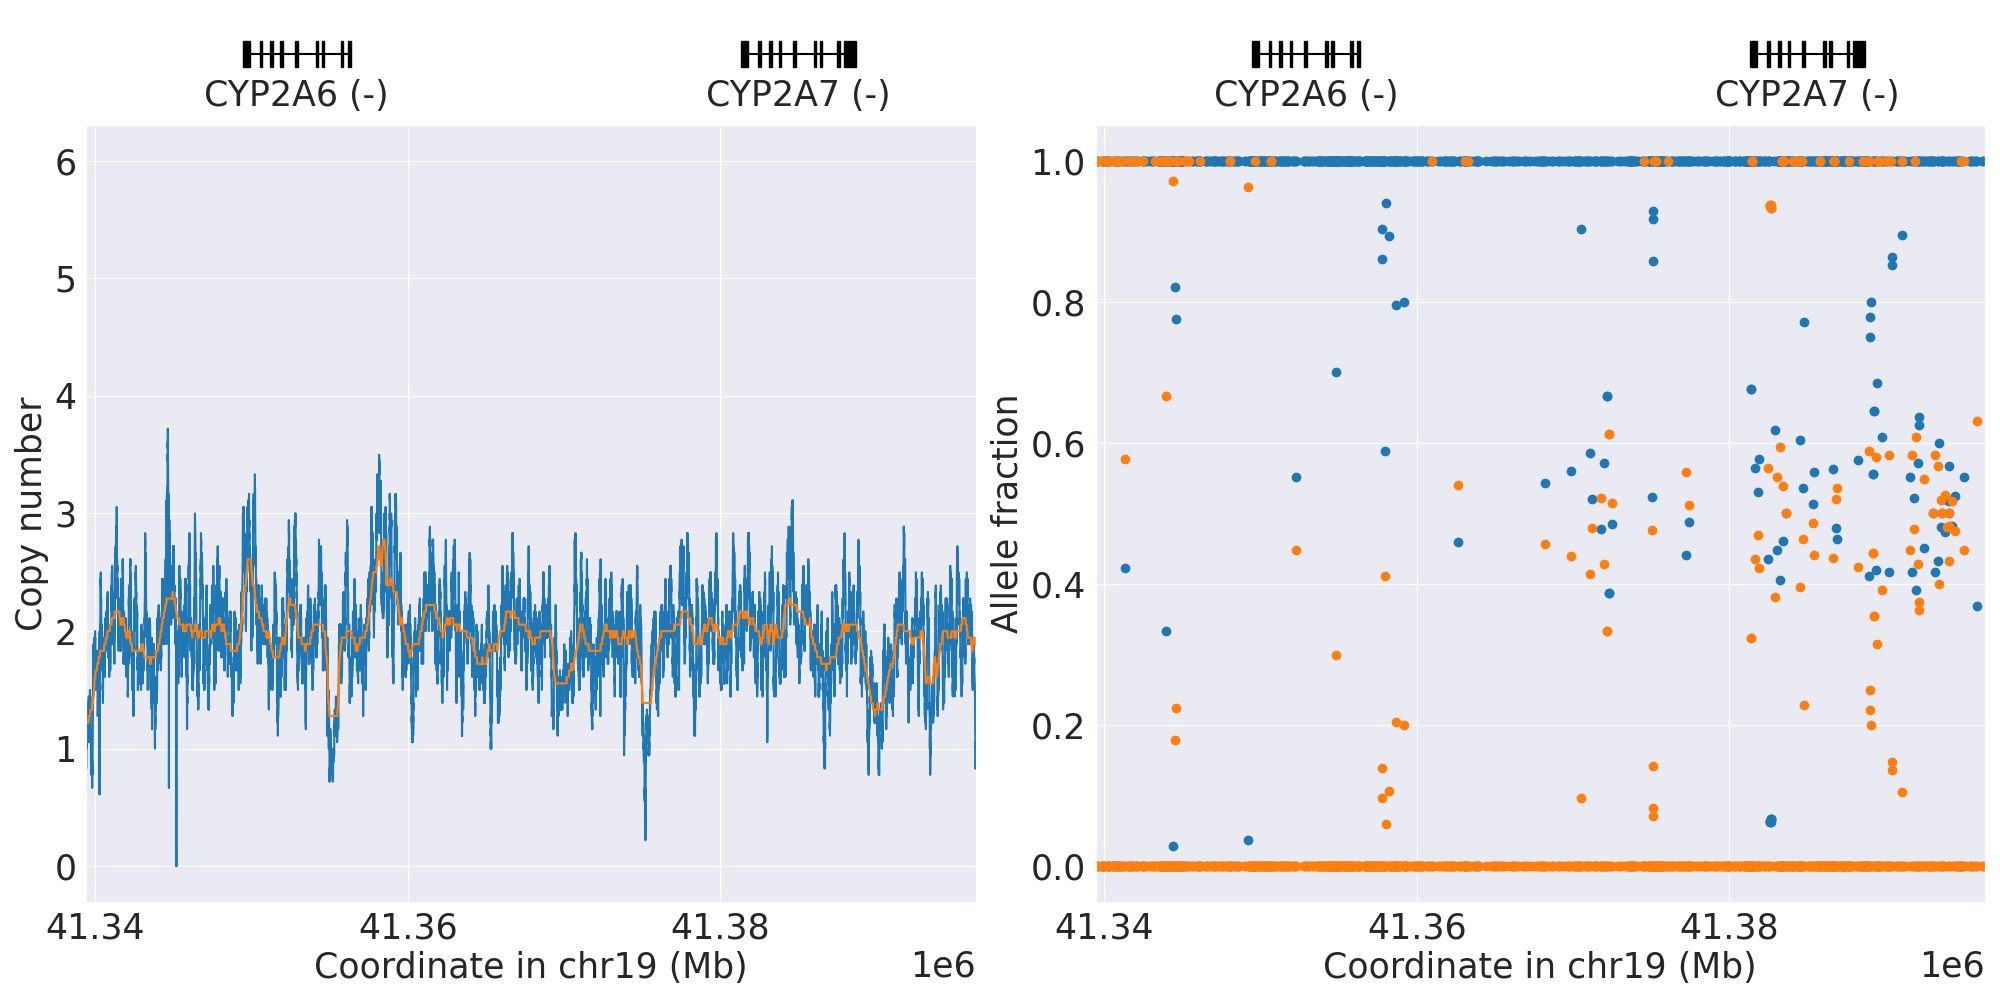 CYP2A6 (-)
CYP2A7 (-)
6
5
4
3
2
1
0
Copy number
41.34
41.36
41.38
Coordinate in chr19 (Mb)
1e6
CYP2A6 (-)
CYP2A7 (-)
1.0
0.8
0.6
0.4
0.2
0.0
Allele fraction
41.34
41.36
41.38
Coordinate in chr19 (Mb)
1e6